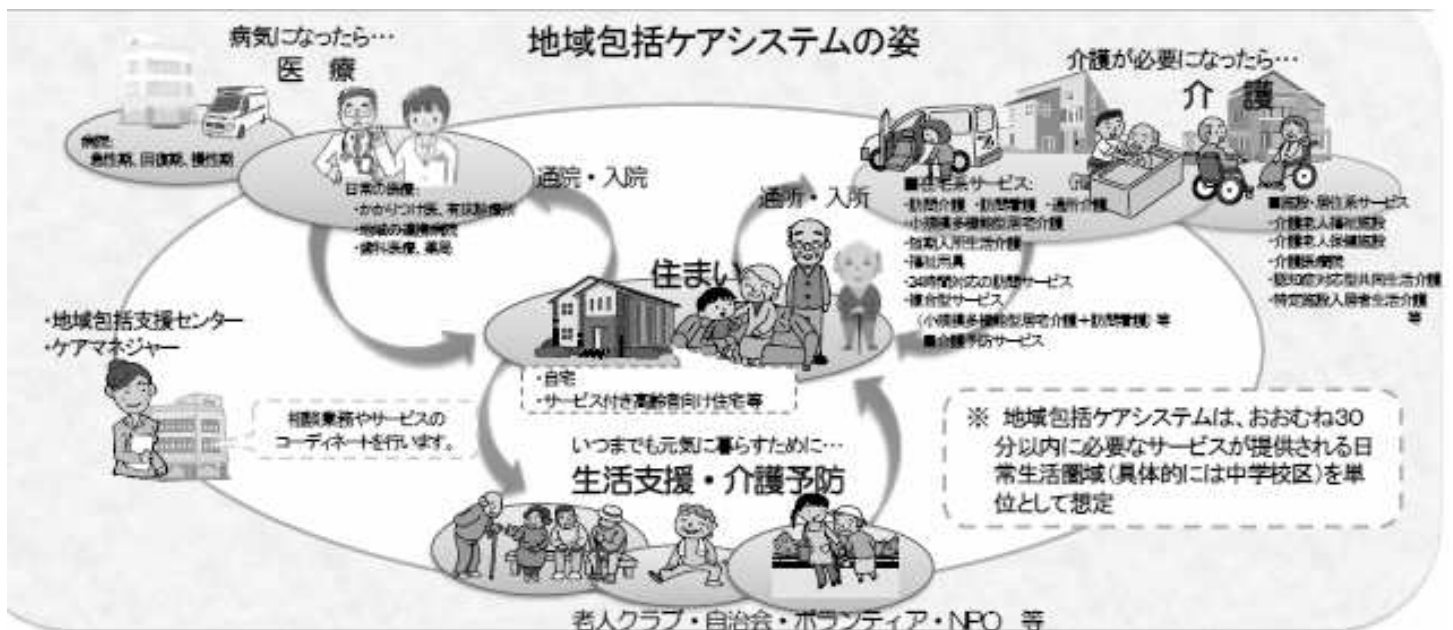 地域包括ケアシステムの姿
病気になったら…
医 療
病院:
急性期、回復期、慢性期
日常の医療:
・かかりつけ医、有床診療所
・地域の連携病院
・歯科医療、薬局
通院・入院
通所・入所
介護が必要になったら…
介 護
■在宅系サービス:
・訪問介護 ・訪問看護 ・通所介護
・小規模多機能型居宅介護
・短期入所生活介護
・福祉用具
・24時間対応の訪問サービス
・複合型サービス
(小規模多機能型居宅介護+訪問看護) 等
■介護予防サービス
■施設・居住系サービス
・介護老人福祉施設
・介護老人保健施設
・介護医療院
・認知症対応型共同生活介護
・特定施設入居者生活介護
等
住まい
・自宅
・サービス付き高齢者向け住宅等
・地域包括支援センター
・ケアマネジャー
相談業務やサービスの
コーディネートを行います。
いつまでも元気に暮らすために…
生活支援・介護予防
老人クラブ・自治会・ボランティア・NPO 等
※ 地域包括ケアシステムは、おおむね30
分以内に必要なサービスが提供される日
常生活圏域(具体的には中学校区)を単
位として想定